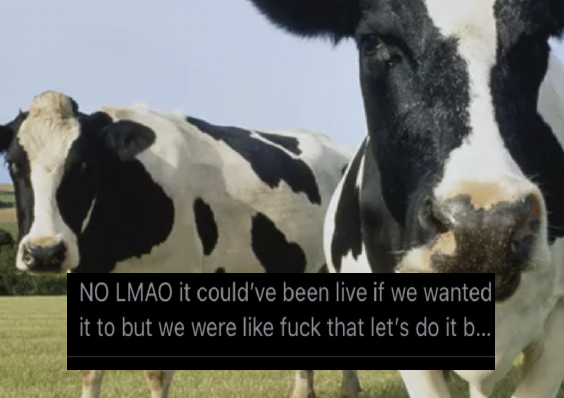 NO LMAO it could’ve been live if we wanted
it to but we were like fuck that let’s do it b...